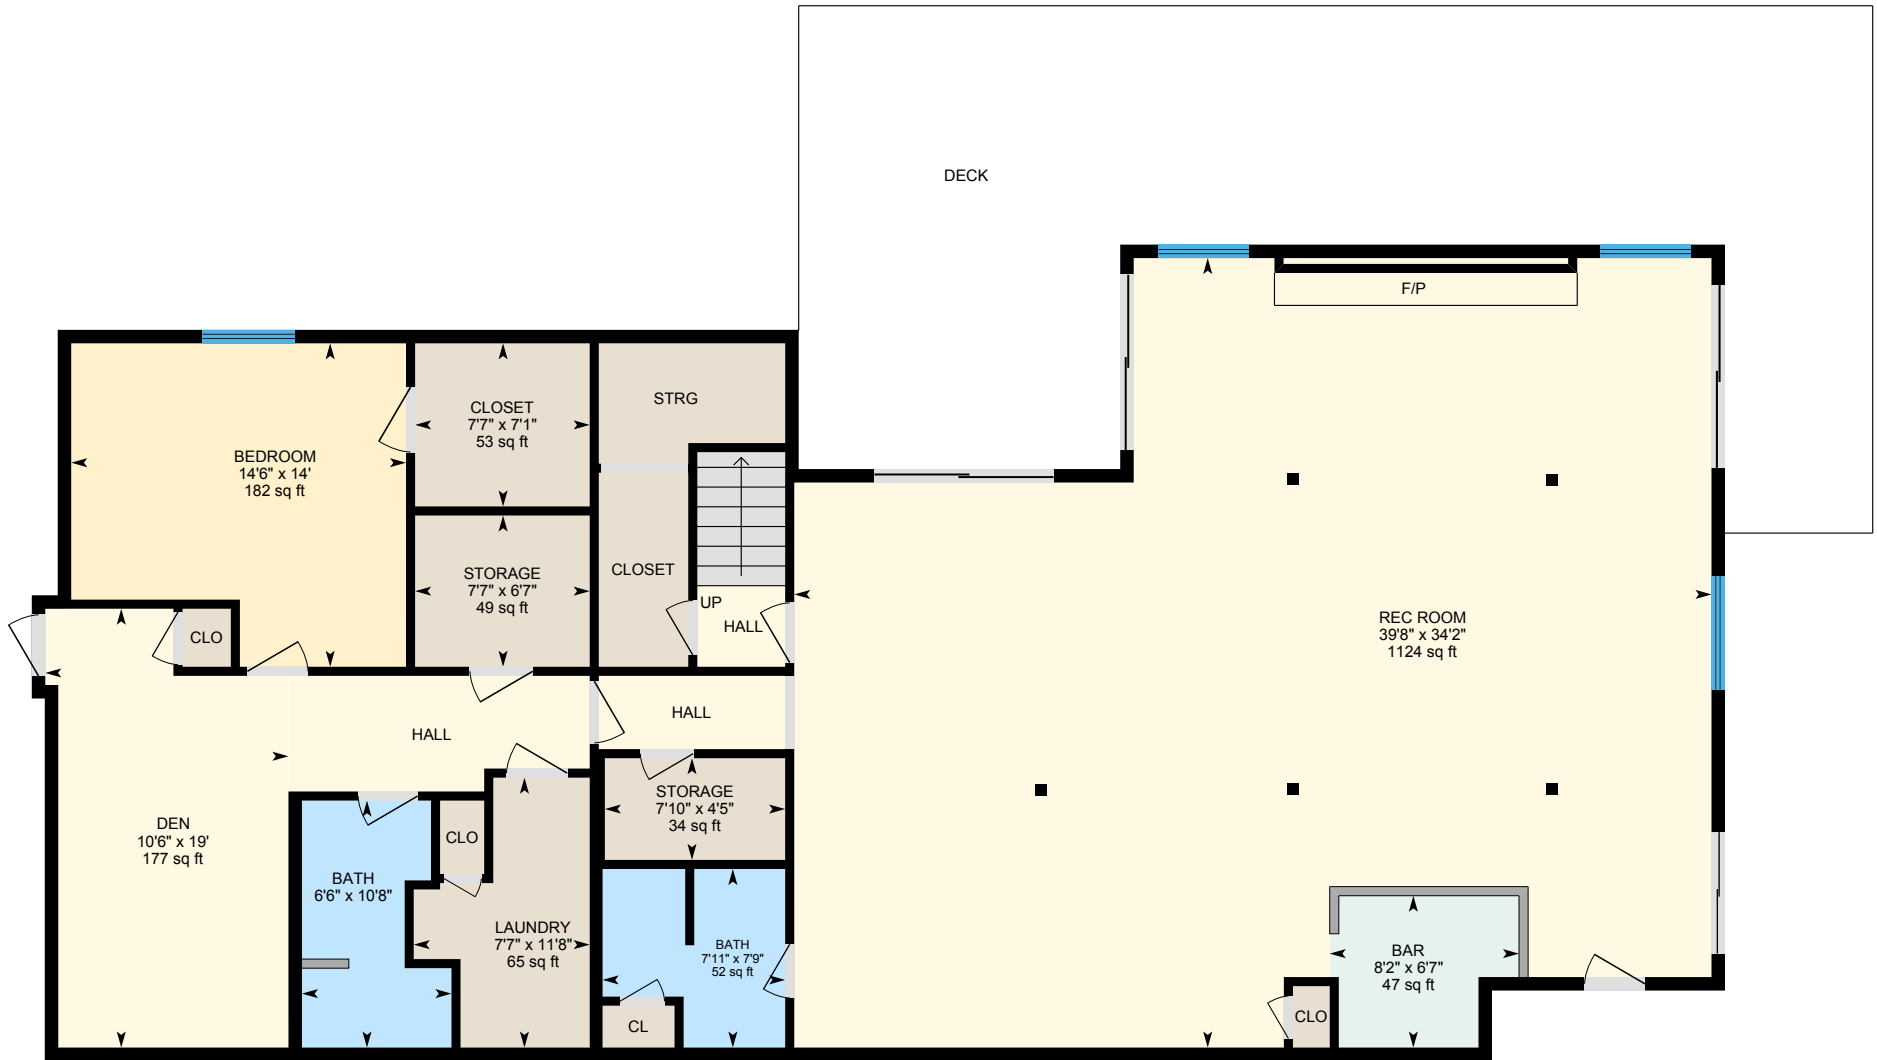 DECK
F/P
STRG
CLOSET
7'7" x 7'1"
53 sq ft
BEDROOM
14'6" x 14'
182 sq ft
STORAGE
7'7" x 6'7"
49 sq ft
CLOSET
UP
HALL
REC ROOM
39'8" x 34'2"
1124 sq ft
CLO
HALL
HALL
STORAGE
7'10" x 4'5"
34 sq ft
DEN
10'6" x 19'
177 sq ft
CLO
BATH
6'6" x 10'8"
LAUNDRY
7'7" x 11'8"
65 sq ft
BATH
7'11" x 7'9"
52 sq ft
BAR
8'2" x 6'7"
47 sq ft
CL
CLO